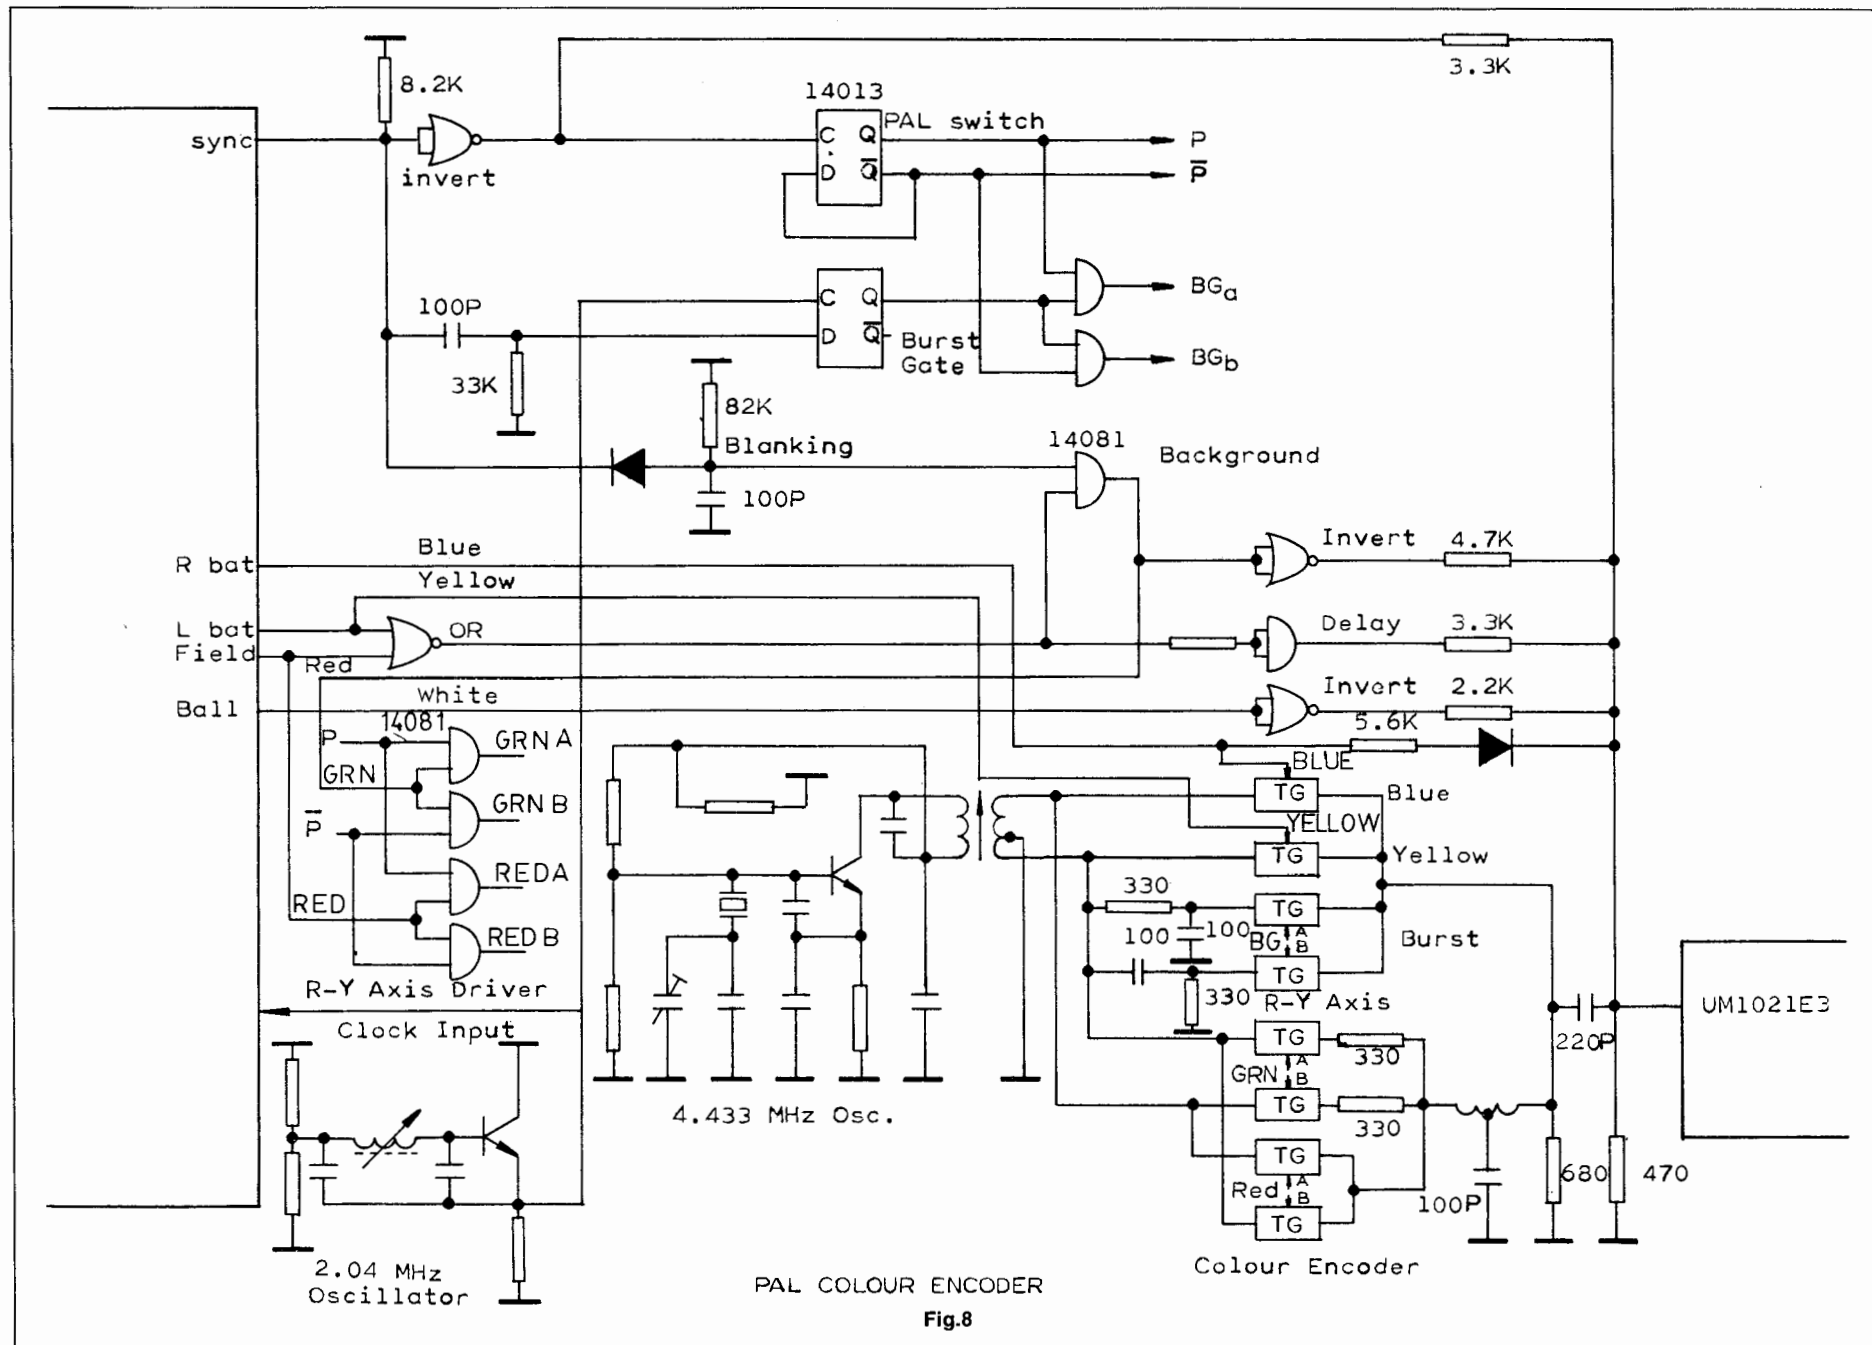 3.3K
8.2K
14013
sync
C Q
PAL switch
P
invert
D Q̅
P̅
BGa
100P
C Q
D Q̅
Burst
Gate
BGb
33K
82K
Blanking
14081
Background
100P
Blue
Invert
4.7K
R bat
Yellow
L bat
OR
Delay
3.3K
Field
Red
White
Invert
2.2K
Ball
14081
5.6K
P
GRN A
BLUE
GRN
TG
Blue
GRN B
YELLOW
P̅
TG
Yellow
REDA
330
TG
RED
100
100
BG
A
B
Burst
RED B
TG
R-Y Axis Driver
330
R-Y Axis
UM1021E3
Clock Input
TG
330
220P
GRN
A
B
4.433 MHz Osc.
TG
330
TG
Red
A
B
100P
680
470
TG
2.04 MHz
Oscillator
Colour Encoder
PAL COLOUR ENCODER
Fig.8